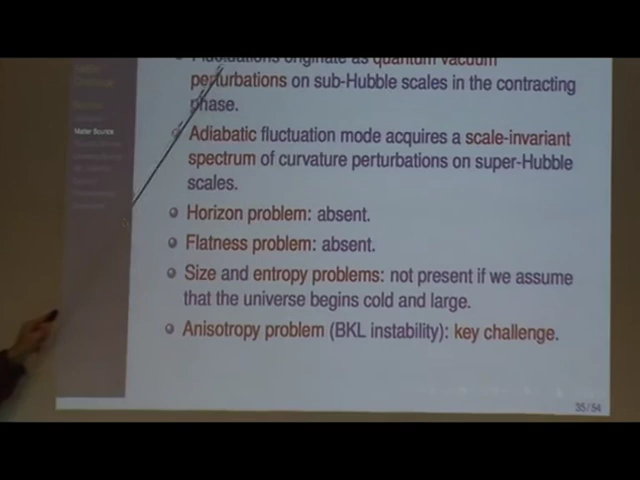 Fluctuations originate as quantum vacuum
perturbations on sub-Hubble scales in the contracting
phase.
Adiabatic fluctuation mode acquires a scale-invariant
spectrum of curvature perturbations on super-Hubble
scales.
Horizon problem: absent.
Flatness problem: absent.
Size and entropy problems: not present if we assume
that the universe begins cold and large.
Anisotropy problem (BKL instability): key challenge.
Matter Bounce
35/54